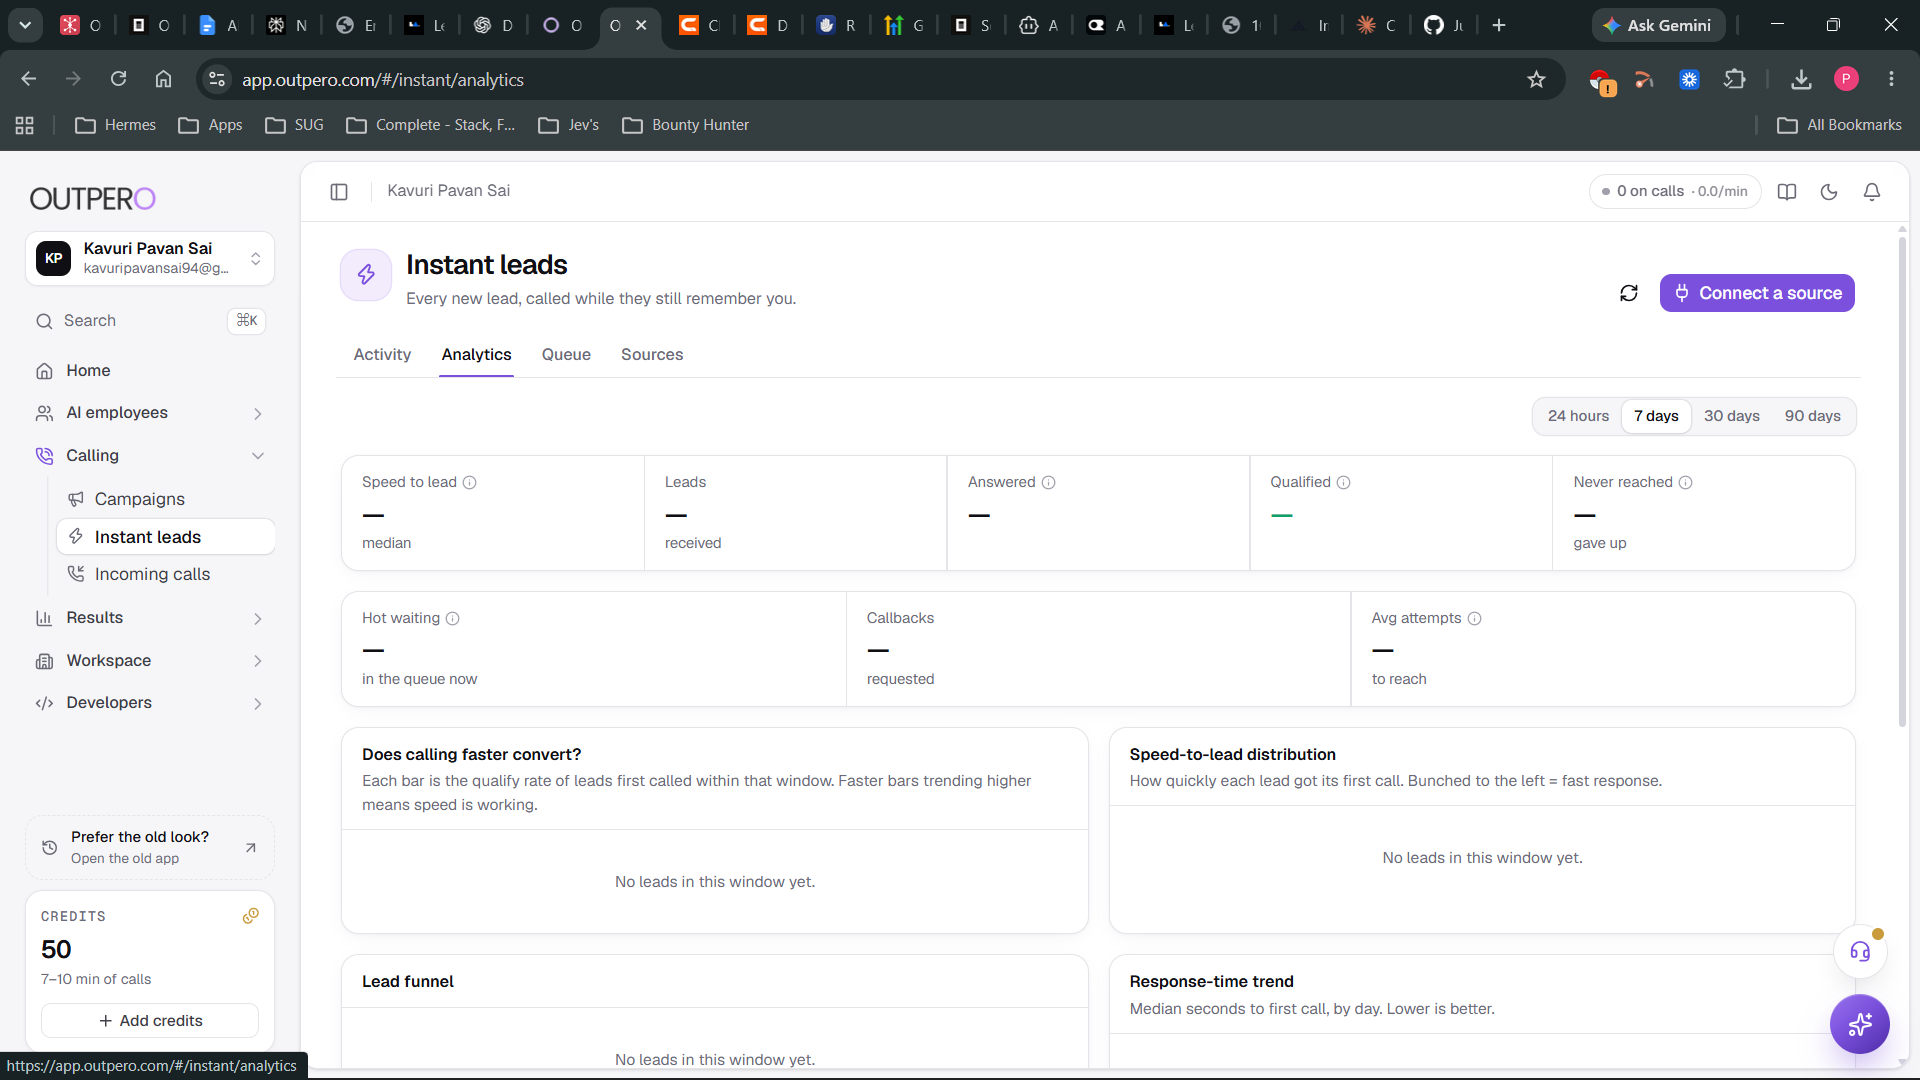 O
O
A
N
Er
Le
D
O
O
C
D
R
G
S
A
A
Le
1
Ir
C
Ju
Ask Gemini
app.outpero.com/#/instant/analytics
P
Hermes
Apps
SUG
Complete - Stack, F...
Jev's
Bounty Hunter
All Bookmarks
OUTPERO
KP
Kavuri Pavan Sai
kavuripavansai94@g...
Search
⌘K
Home
AI employees
Calling
Campaigns
Instant leads
Incoming calls
Results
Workspace
Developers
Prefer the old look?
Open the old app
CREDITS
50
7–10 min of calls
+ Add credits
https://app.outpero.com/#/instant/analytics
Kavuri Pavan Sai
0 on calls · 0.0/min
Instant leads
Every new lead, called while they still remember you.
Connect a source
Activity
Analytics
Queue
Sources
24 hours
7 days
30 days
90 days
Speed to lead
—
median
Leads
—
received
Answered
—
Qualified
—
Never reached
—
gave up
Hot waiting
—
in the queue now
Callbacks
—
requested
Avg attempts
—
to reach
Does calling faster convert?
Each bar is the qualify rate of leads first called within that window. Faster bars trending higher
means speed is working.
No leads in this window yet.
Speed-to-lead distribution
How quickly each lead got its first call. Bunched to the left = fast response.
No leads in this window yet.
Lead funnel
No leads in this window yet.
Response-time trend
Median seconds to first call, by day. Lower is better.